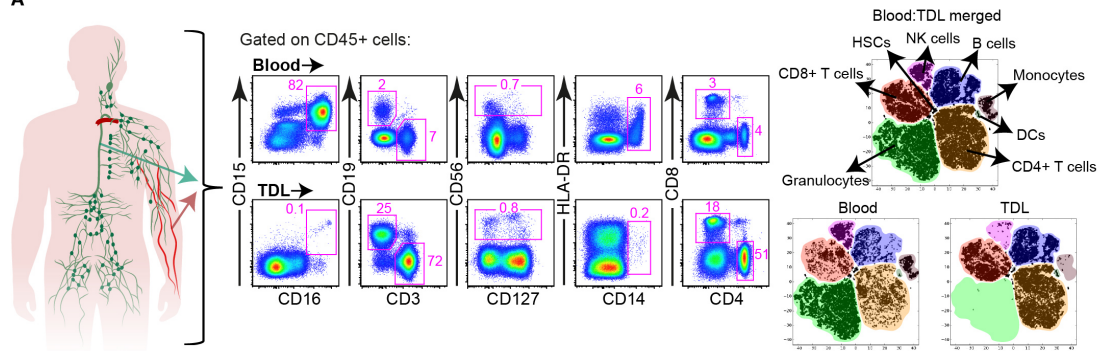 A
Gated on CD45+ cells:
Blood
82
2
0.7
6
3
7
4
CD15
CD19
CD56
HLA-DR
CD8
TDL
0.1
25
0.8
0.2
18
72
51
CD16
CD3
CD127
CD14
CD4
Blood:TDL merged
HSCs
NK cells
B cells
CD8+ T cells
Monocytes
DCs
CD4+ T cells
Granulocytes
Blood
TDL